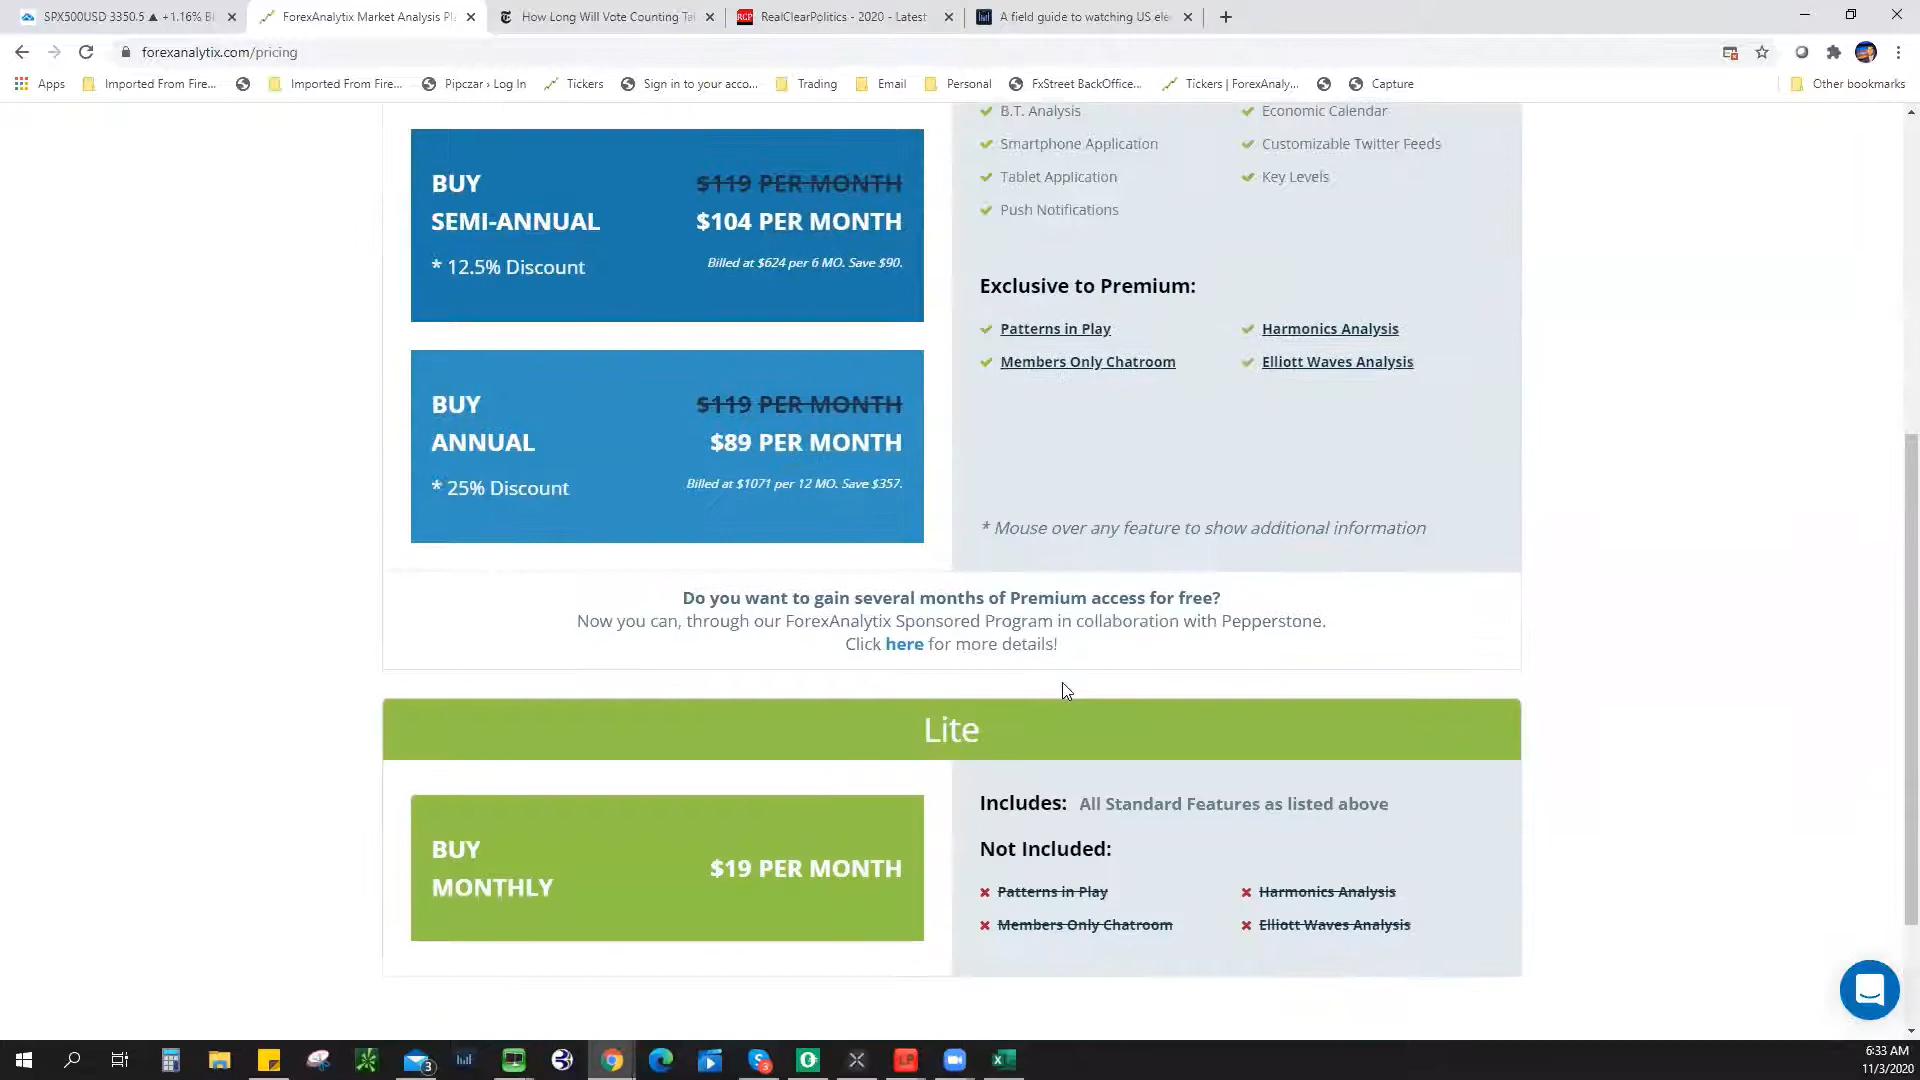 SPX500USD 3350.5 ▲ +1.16%
ForexAnalytix Market Analysis Pl
How Long Will Vote Counting Ta
RCP RealClearPolitics - 2020 - Latest
A field guide to watching US ele
forexanalytix.com/pricing
Apps Imported From Fire... Imported From Fire... Pipczar › Log In Tickers Sign in to your acco... Trading Email Personal FxStreet BackOffice... Tickers | ForexAnaly... Capture Other bookmarks
B.T. Analysis Economic Calendar
Smartphone Application Customizable Twitter Feeds
Tablet Application Key Levels
Push Notifications
BUY $119 PER MONTH
SEMI-ANNUAL $104 PER MONTH
* 12.5% Discount Billed at $624 per 6 MO. Save $90.
Exclusive to Premium:
Patterns in Play Harmonics Analysis
Members Only Chatroom Elliott Waves Analysis
BUY $119 PER MONTH
ANNUAL $89 PER MONTH
* 25% Discount Billed at $1071 per 12 MO. Save $357.
* Mouse over any feature to show additional information
Do you want to gain several months of Premium access for free?
Now you can, through our ForexAnalytix Sponsored Program in collaboration with Pepperstone.
Click here for more details!
Lite
BUY
MONTHLY
$19 PER MONTH
Includes: All Standard Features as listed above
Not Included:
Patterns in Play Harmonics Analysis
Members Only Chatroom Elliott Waves Analysis
3
3
LP
6:33 AM
11/3/2020